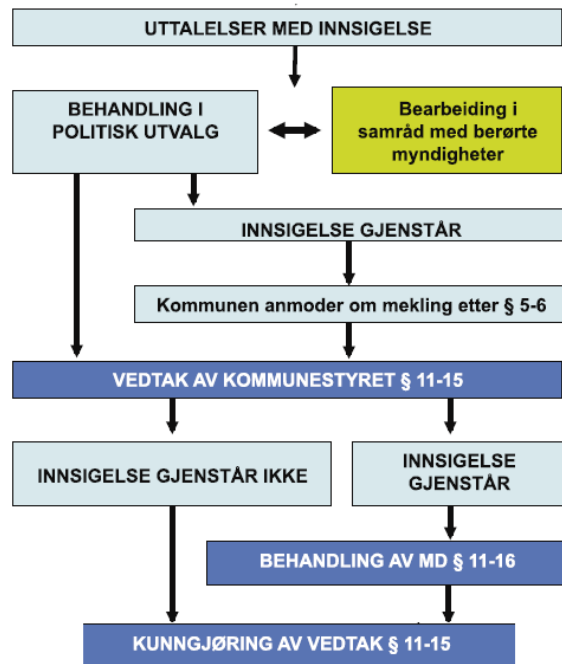 UTTALELSER MED INNSIGELSE
BEHANDLING I
POLITISK UTVALG
Bearbeiding i
samråd med berørte
myndigheter
INNSIGELSE GJENSTÅR
Kommunen anmoder om mekling etter § 5-6
VEDTAK AV KOMMUNESTYRET § 11-15
INNSIGELSE GJENSTÅR IKKE
INNSIGELSE
GJENSTÅR
BEHANDLING AV MD § 11-16
KUNNGJØRING AV VEDTAK § 11-15